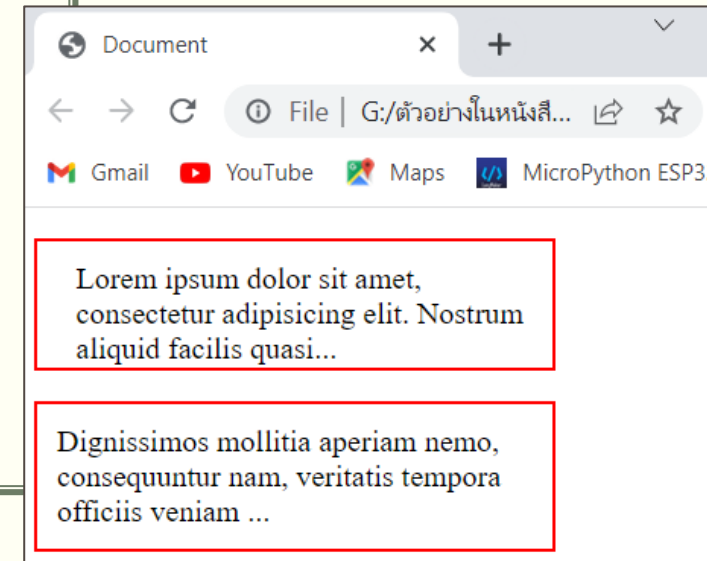 Document
File | G:/ตัวอย่างในหนังสื...
Gmail YouTube Maps MicroPython ESP3
Lorem ipsum dolor sit amet,
consectetur adipisicing elit. Nostrum
aliquid facilis quasi...
Dignissimos mollitia aperiam nemo,
consequuntur nam, veritatis tempora
officiis veniam ...